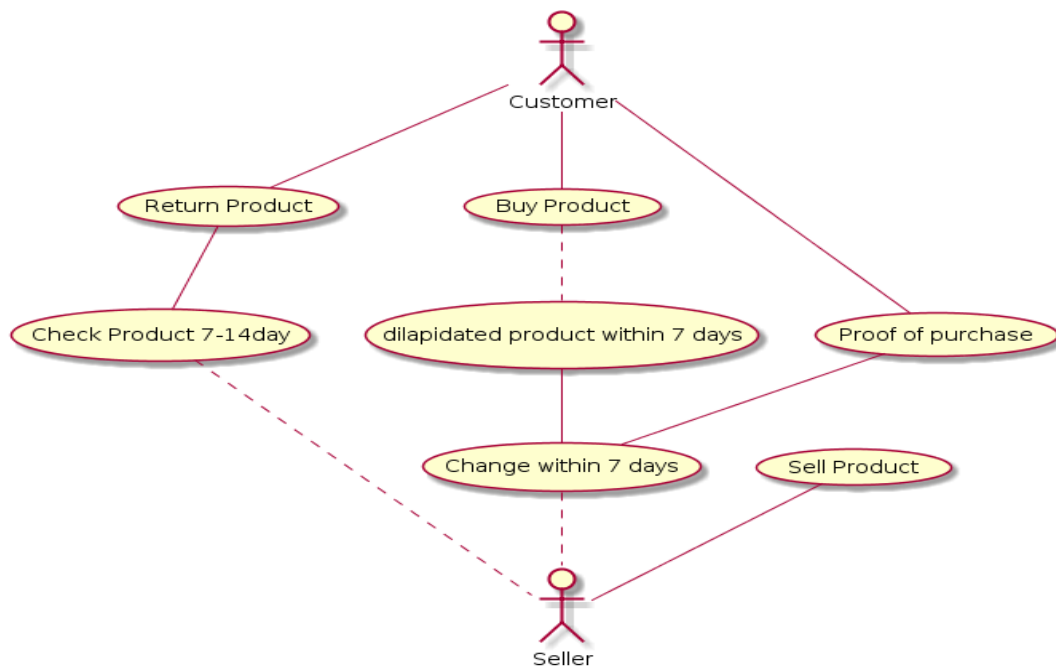 Customer
Return Product
Buy Product
Check Product 7-14day
dilapidated product within 7 days
Proof of purchase
Change within 7 days
Sell Product
Seller